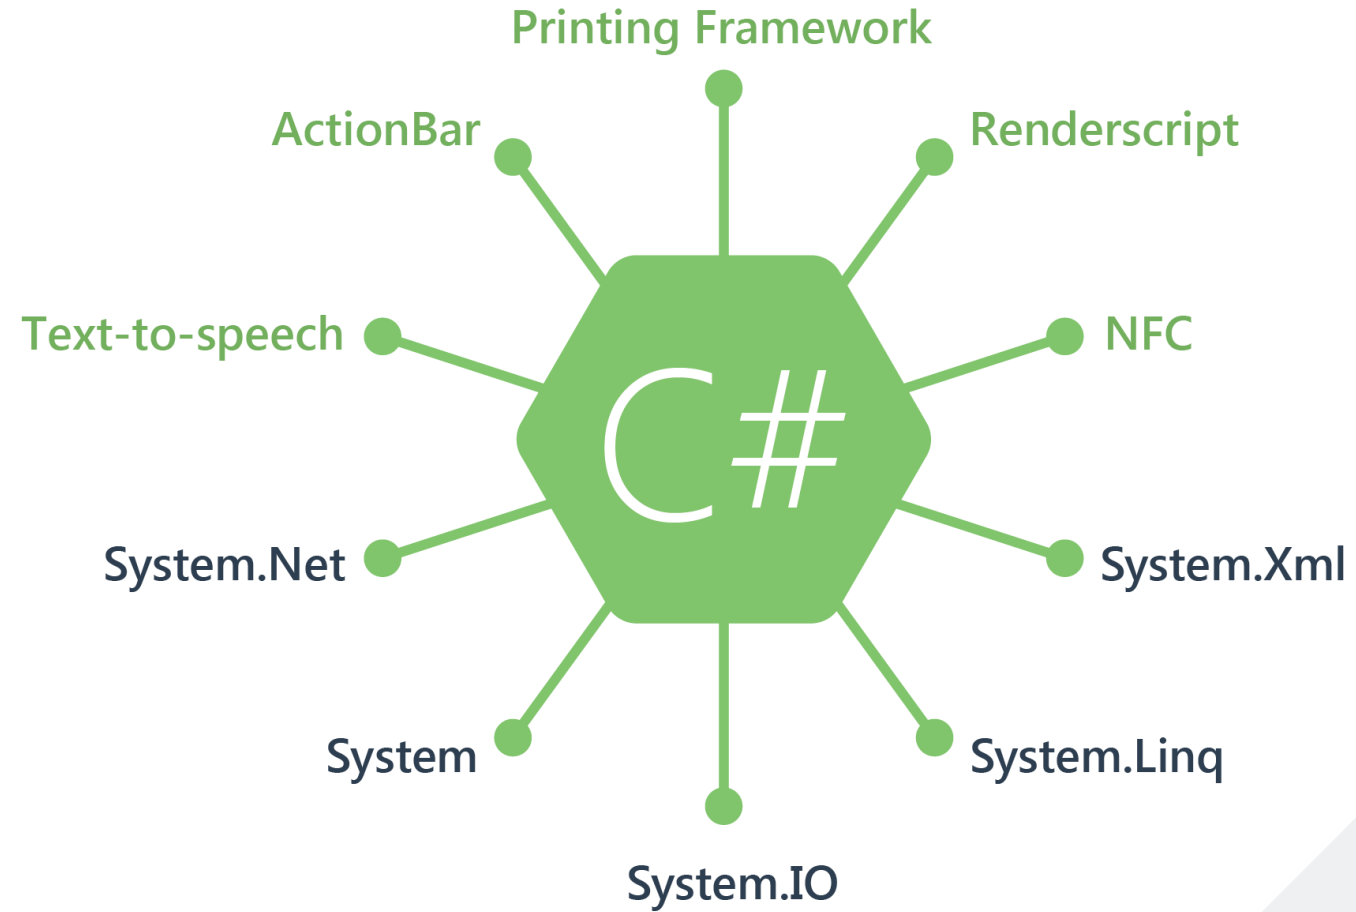 Printing Framework
ActionBar
Renderscript
Text-to-speech
NFC
C#
System.Net
System.Xml
System
System.Linq
System.IO